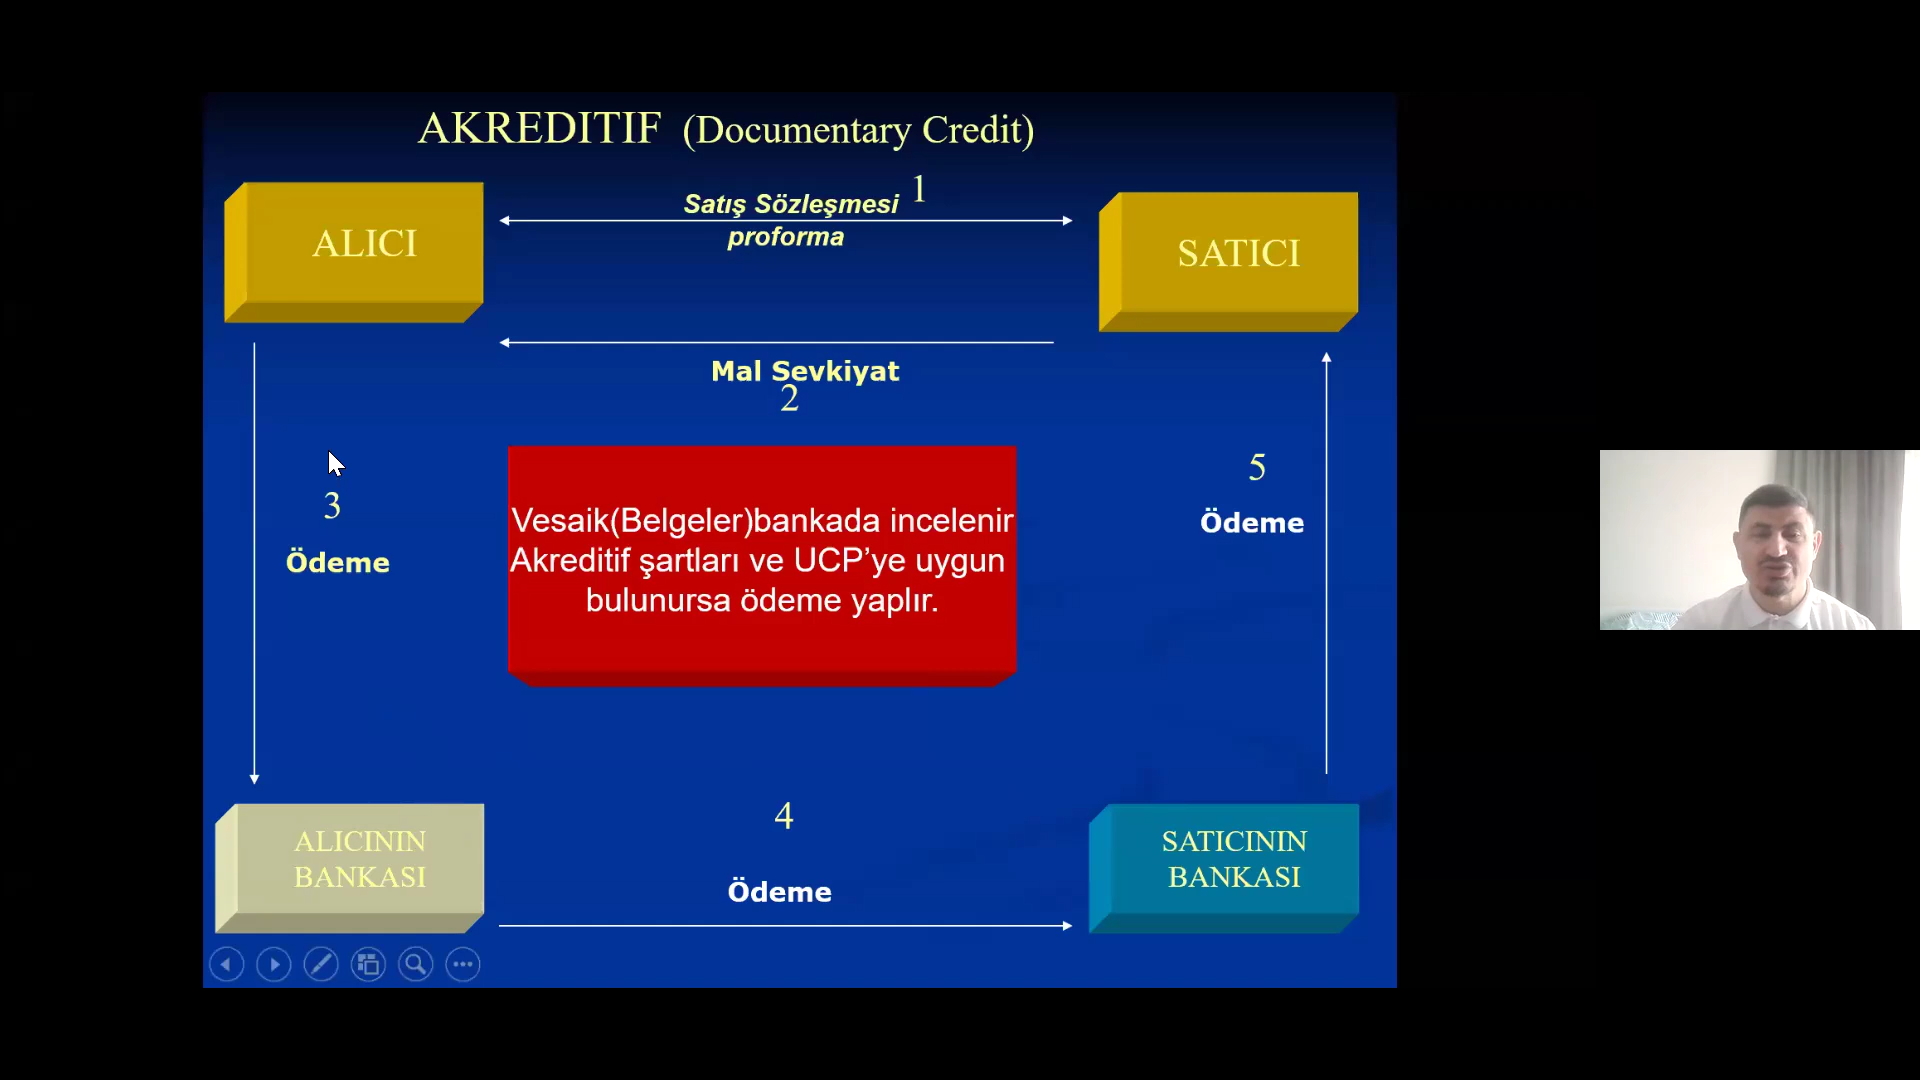 AKREDITIF (Documentary Credit)
ALICI
Satış Sözleşmesi 1
proforma
SATICI
Mal Sevkiyat
2
3
Ödeme
Vesaik(Belgeler)bankada incelenir
Akreditif şartları ve UCP’ye uygun
bulunursa ödeme yaplır.
5
Ödeme
ALICININ
BANKASI
4
Ödeme
SATICININ
BANKASI